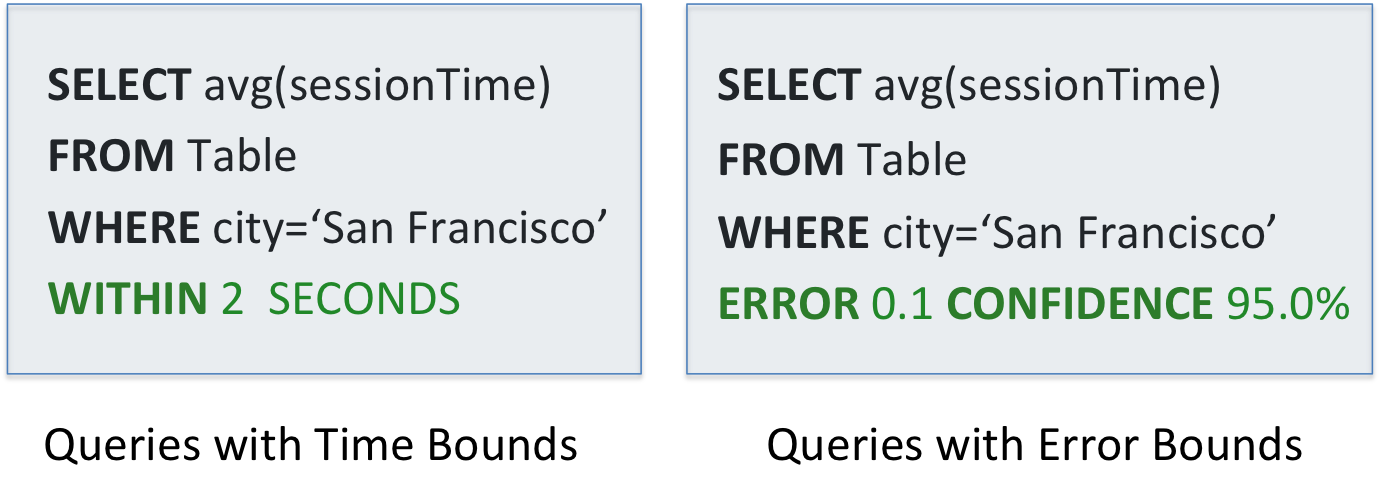 SELECT avg(sessionTime)
FROM Table
WHERE city=‘San Francisco’
WITHIN 2 SECONDS
Queries with Time Bounds
SELECT avg(sessionTime)
FROM Table
WHERE city=‘San Francisco’
ERROR 0.1 CONFIDENCE 95.0%
Queries with Error Bounds